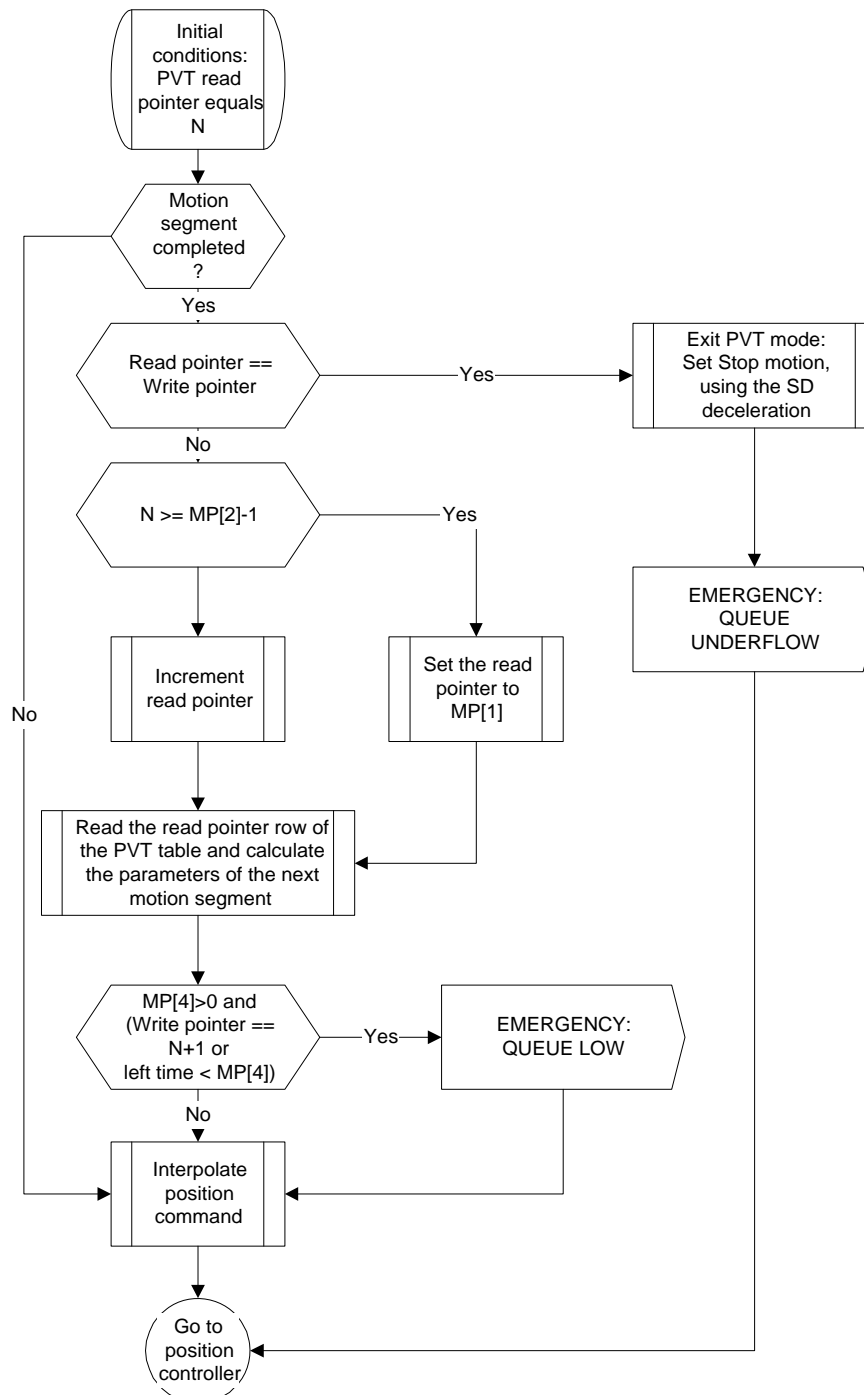 Initial
conditions:
PVT read
pointer equals
N
Motion
segment
completed
?
Yes
Read pointer ==
Write pointer
Yes
Exit PVT mode:
Set Stop motion,
using the SD
deceleration
No
N >= MP[2]-1
Yes
EMERGENCY:
QUEUE
UNDERFLOW
Increment
read pointer
Set the read
pointer to
MP[1]
No
Read the read pointer row of
the PVT table and calculate
the parameters of the next
motion segment
MP[4]>0 and
(Write pointer ==
N+1 or
left time < MP[4])
Yes
EMERGENCY:
QUEUE LOW
No
Interpolate
position
command
Go to
position
controller